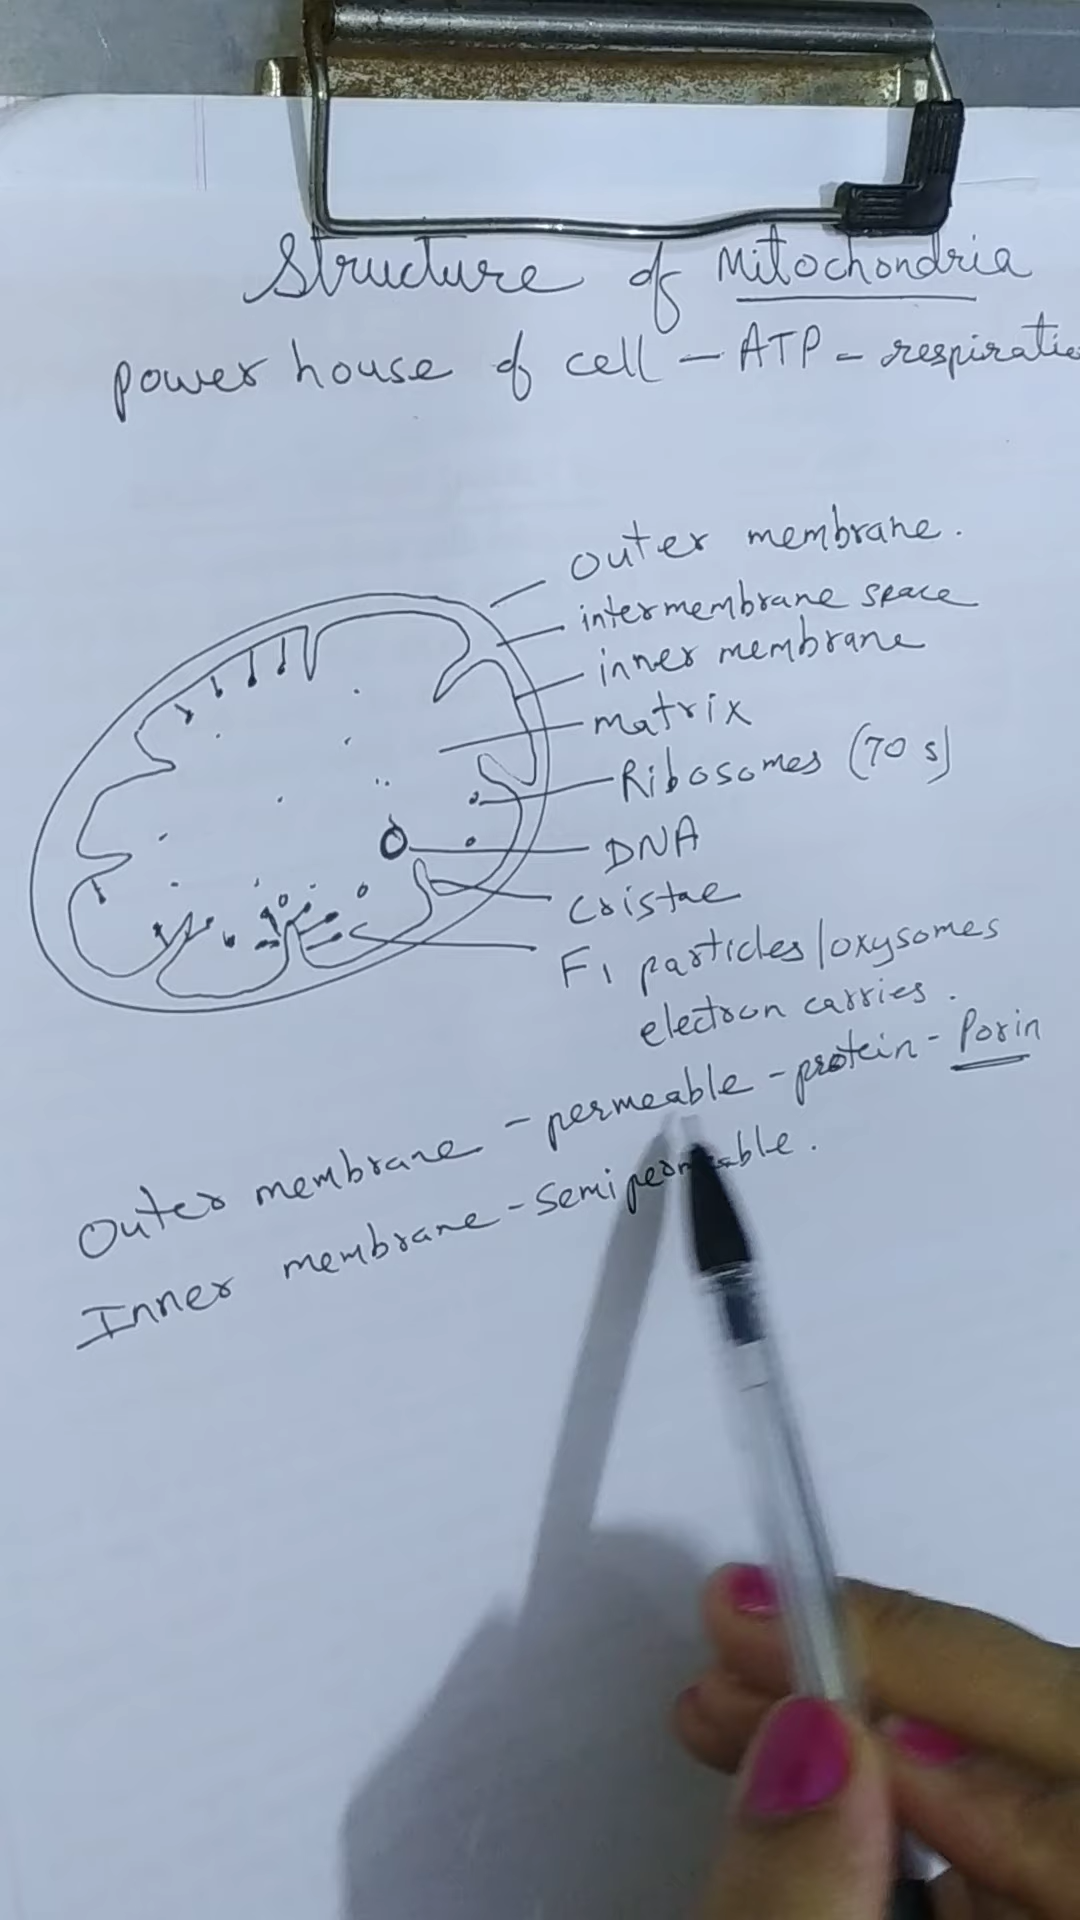 Structure of Mitochondria
power house of cell - ATP - respiratio
outer membrane.
intermembrane space
inner membrane
matrix
Ribosomes (70 s)
DNA
Cristae
F1 particles/oxysomes
electron carries.
Outer membrane - permeable - protein - Porin
Inner membrane - Semipermeable.